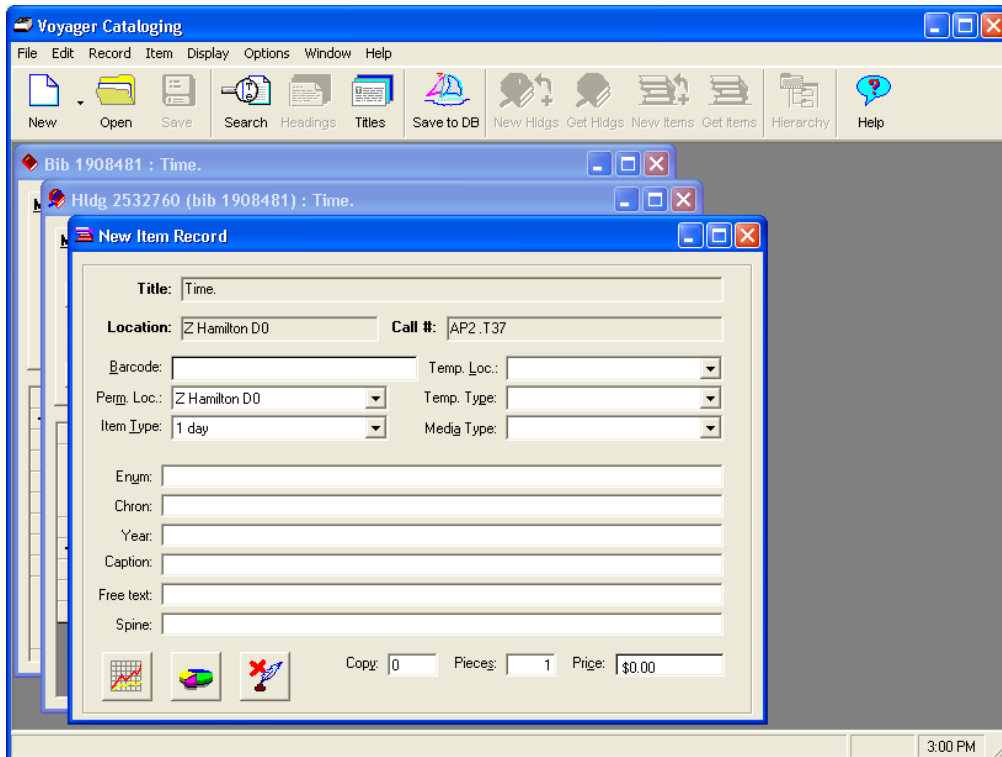 Voyager Cataloging
File Edit Record Item Display Options Window Help
New Open Save Search Headings Titles Save to DB New Hldgs Get Hldgs New Items Get Items Hierarchy Help
Bib 1908481 : Time.
Hldg 2532760 (bib 1908481) : Time.
New Item Record
Title: Time.
Location: Z Hamilton D0 Call #: AP2 .T37
Barcode: Temp. Loc.:
Perm. Loc.: Z Hamilton D0 Temp. Type:
Item Type: 1 day Media Type:
Enum:
Chron:
Year:
Caption:
Free text:
Spine:
Copy: 0 Pieces: 1 Price: $0.00
3:00 PM